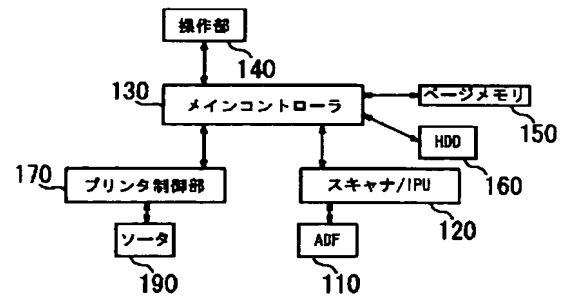 操作部
140
130
メインコントローラ
ページメモリ
150
HDD
160
170
プリンタ制御部
スキャナ/IPU
120
ソータ
190
ADF
110